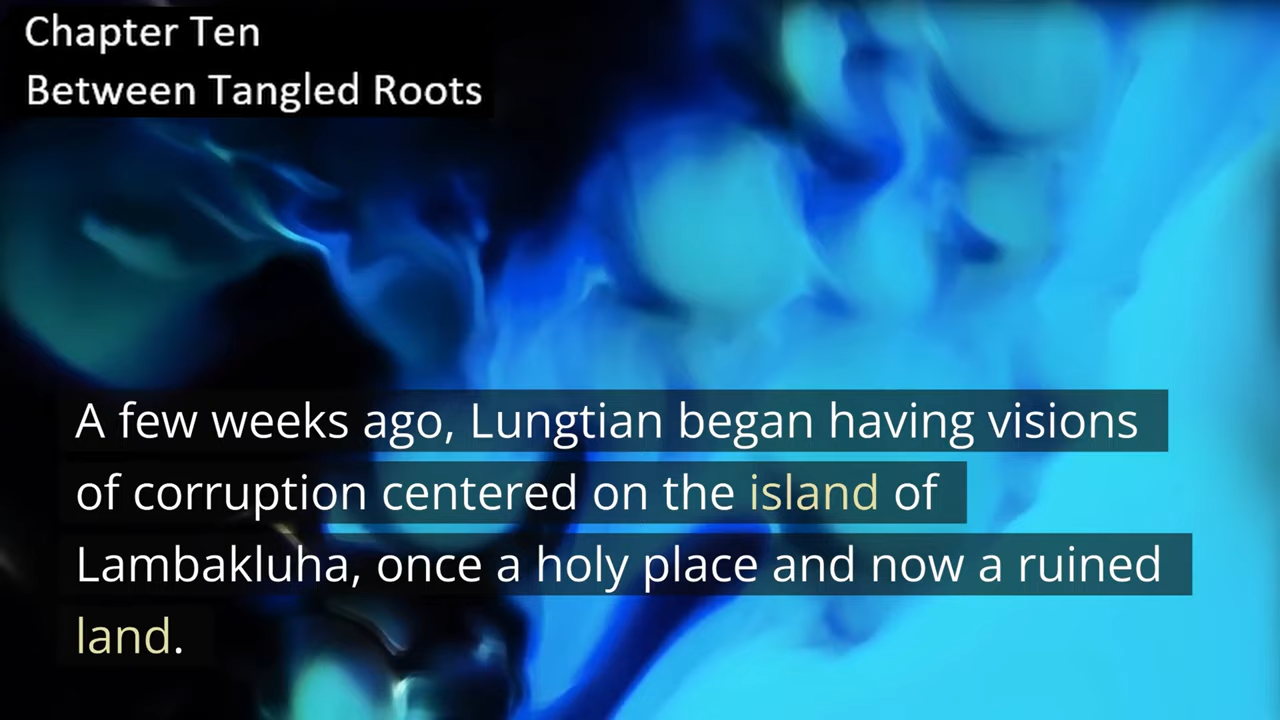 Chapter Ten
Between Tangled Roots
A few weeks ago, Lungtian began having visions
of corruption centered on the island of
Lambakluha, once a holy place and now a ruined
land.